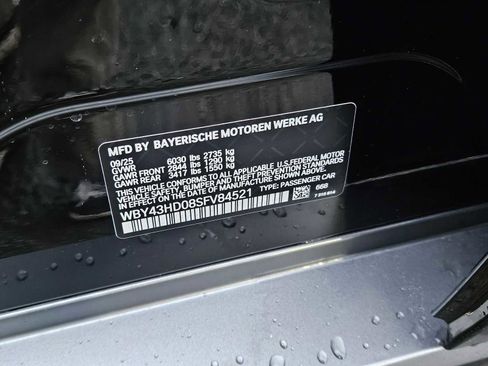 MFD BY BAYERISCHE MOTOREN WERKE AG
09/25 6030 lbs 2735 kg
GVWR
GAWR FRONT 2844 lbs 1290 kg
GAWR REAR 3417 lbs 1550 kg
THIS VEHICLE CONFORMS TO ALL APPLICABLE U.S.FEDERAL MOTOR
VEHICLE SAFETY, BUMPER AND THEFT PREVENTION STANDARDS
IN EFFECT ON THE DATE OF MANUFACTURE SHOWN ABOVE.
WBY43HD08SFV84521 TYPE: PASSENGER CAR 668